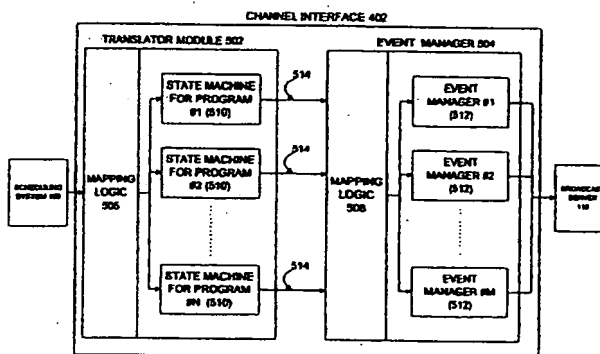 CHANNEL INTERFACE 402
TRANSLATOR MODULE 502
EVENT MANAGER 504
STATE MACHINE
FOR PROGRAM
#1 (510)
514
EVENT
MANAGER #1
(512)
STATE MACHINE
FOR PROGRAM
#2 (510)
514
EVENT
MANAGER #2
(512)
SCHEDULING
SYSTEM
MAPPING
LOGIC
506
MAPPING
LOGIC
508
BROADCAST
SERVER
110
STATE MACHINE
FOR PROGRAM
#N (510)
514
EVENT
MANAGER #M
(512)